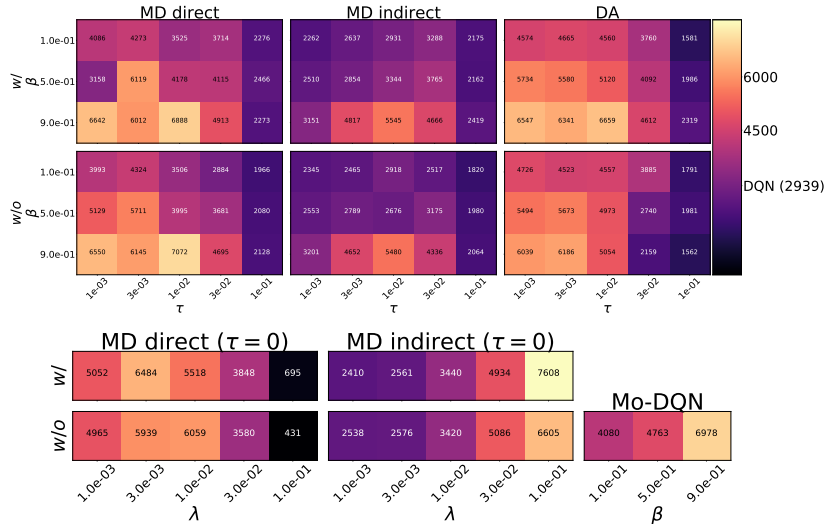 MD direct MD indirect DA
w/
β
1.0e-01 4086 4273 3525 3714 2276 2262 2637 2931 3288 2175 4574 4665 4560 3760 1581
5.0e-01 3158 6119 4178 4115 2466 2510 2854 3344 3765 2162 5734 5580 5120 4092 1986
9.0e-01 6642 6012 6888 4913 2273 3151 4817 5545 4666 2419 6547 6341 6659 4612 2319
6000
4500
DQN (2939)
w/o
β
1.0e-01 3993 4324 3506 2884 1966 2345 2465 2918 2517 1820 4726 4523 4557 3885 1791
5.0e-01 5129 5711 3995 3681 2080 2553 2789 2676 3175 1980 5494 5673 4973 2740 1981
9.0e-01 6550 6145 7072 4695 2128 3201 4652 5480 4336 2064 6039 6186 5054 2159 1562
1e-03 3e-03 1e-02 3e-02 1e-01 1e-03 3e-03 1e-02 3e-02 1e-01 1e-03 3e-03 1e-02 3e-02 1e-01
τ τ τ
MD direct (τ = 0) MD indirect (τ = 0)
w/ 5052 6484 5518 3848 695 2410 2561 3440 4934 7608
Mo-DQN
w/o 4965 5939 6059 3580 431 2538 2576 3420 5086 6605 4080 4763 6978
1.0e-03 3.0e-03 1.0e-02 3.0e-02 1.0e-01 1.0e-03 3.0e-03 1.0e-02 3.0e-02 1.0e-01 1.0e-01 5.0e-01 9.0e-01
λ λ β